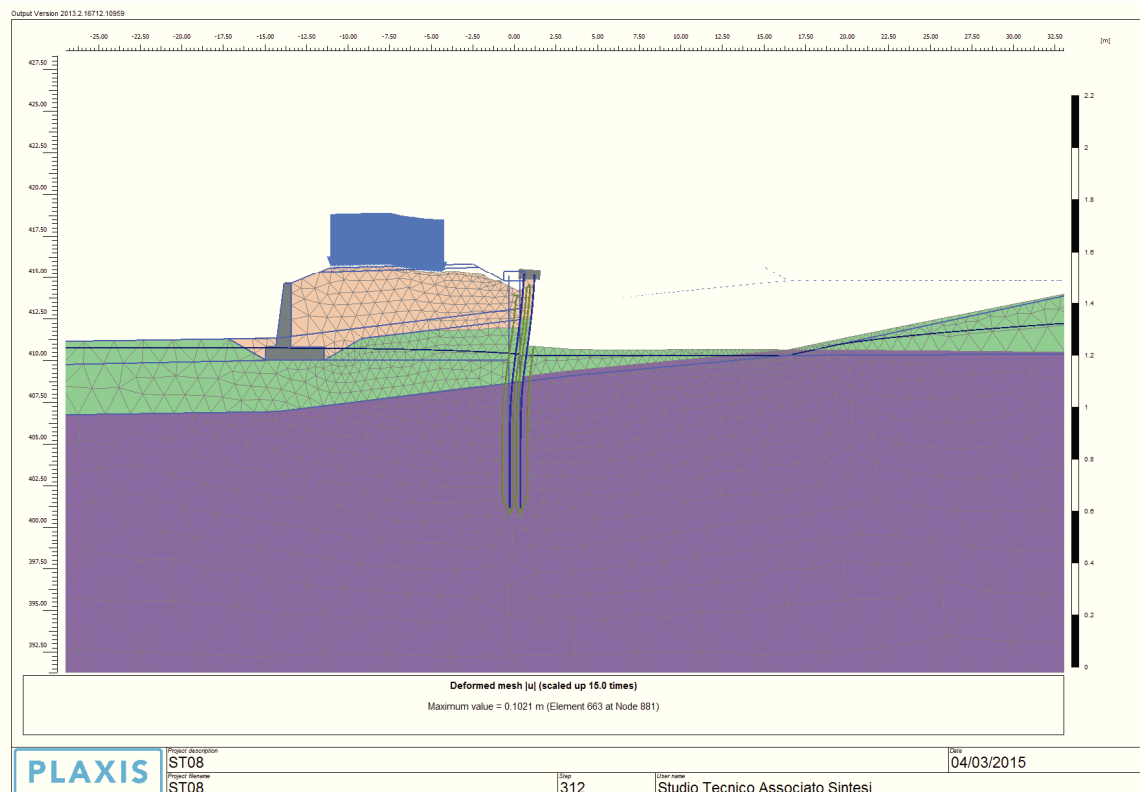 Output Version 2013.2.16712.10959
-25.00 -22.50 -20.00 -17.50 -15.00 -12.50 -10.00 -7.50 -5.00 -2.50 0.00 2.50 5.00 7.50 10.00 12.50 15.00 17.50 20.00 22.50 25.00 27.50 30.00 32.50
[m]
427.50
425.00
422.50
420.00
417.50
415.00
412.50
410.00
407.50
405.00
402.50
400.00
397.50
395.00
392.50
2.2
2
1.8
1.6
1.4
1.2
1
0.8
0.6
0.4
0.2
0
Deformed mesh |u| (scaled up 15.0 times)
Maximum value = 0.1021 m (Element 663 at Node 881)
PLAXIS
Project description
ST08
Date
04/03/2015
Project filename
ST08
Step
312
User name
Studio Tecnico Associato Sintesi